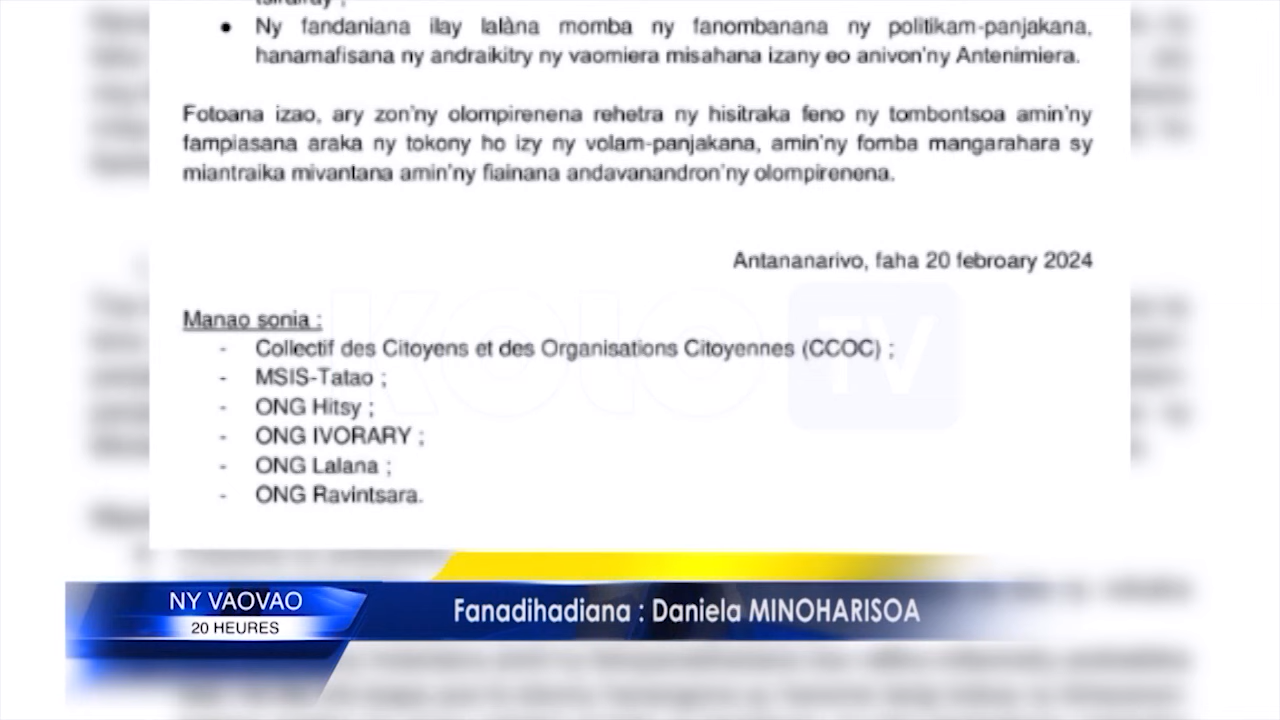 • Ny fandaniana ilay lalàna momba ny fanombanana ny politikam-panjakana,
hanamafisana ny andraikitry ny vaomiera misahana izany eo anivon'ny Antenimiera.
Fotoana izao, ary zon'ny olompirenena rehetra ny hisitraka feno ny tombontsoa amin'ny
fampiasana araka ny tokony ho izy ny volam-panjakana, amin'ny fomba mangarahara sy
miantraika mivantana amin'ny fiainana andavanandron'ny olompirenena.
Antananarivo, faha 20 febroary 2024
Manao sonia :
- Collectif des Citoyens et des Organisations Citoyennes (CCOC) ;
- MSIS-Tatao ;
- ONG Hitsy ;
- ONG IVORARY ;
- ONG Lalana ;
- ONG Ravintsara.
KOLO TV
NY VAOVAO
20 HEURES
Fanadihadiana : Daniela MINOHARISOA